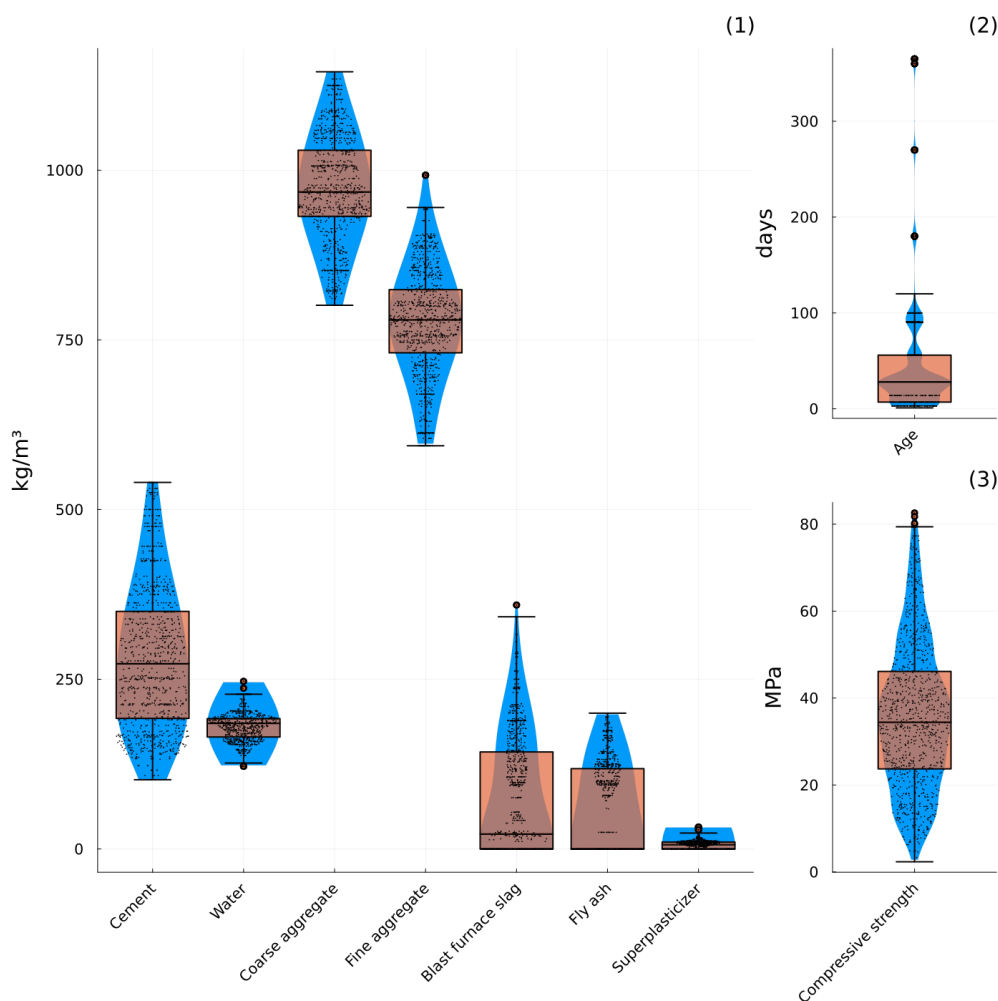 (1)
kg/m³
1000
750
500
250
0
Cement
Water
Coarse aggregate
Fine aggregate
Blast furnace slag
Fly ash
Superplasticizer
(2)
days
300
200
100
0
Age
(3)
MPa
80
60
40
20
0
Compressive strength